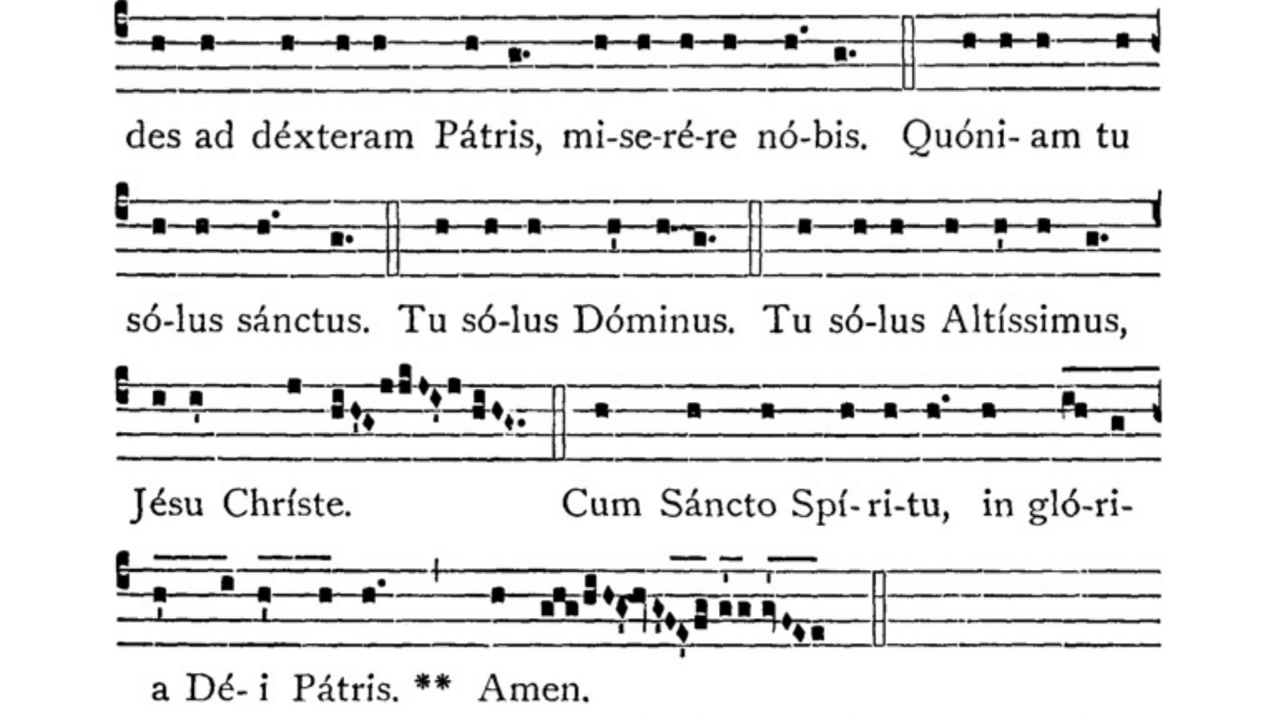 des ad déxteram Pátris, mi-se-ré-re nó-bis. Quóni- am tu
só-lus sánctus. Tu só-lus Dóminus. Tu só-lus Altíssimus,
Jésu Chríste. Cum Sáncto Spí- ri-tu, in gló-ri-
a Dé- i Pátris. ** Amen.